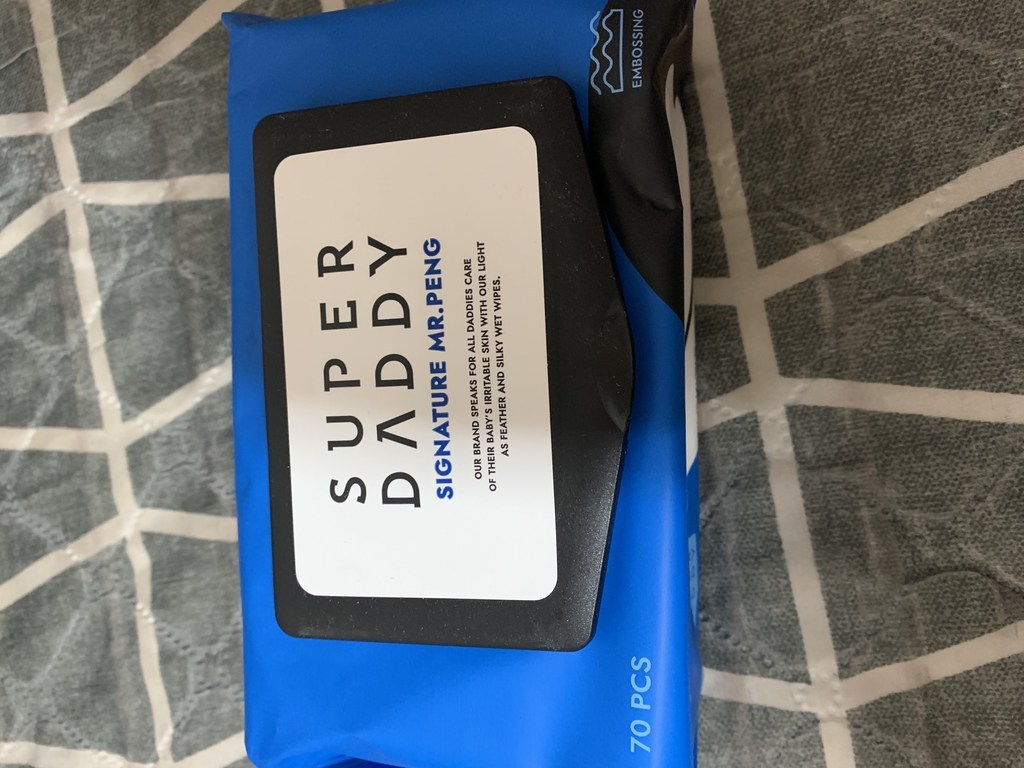 SUPER
DADDY
SIGNATURE MR.PENG
OUR BRAND SPEAKS FOR ALL DADDIES CARE
OF THEIR BABY'S IRRITABLE SKIN WITH OUR LIGHT
AS FEATHER AND SILKY WET WIPES.
EMBOSSING
70 PCS